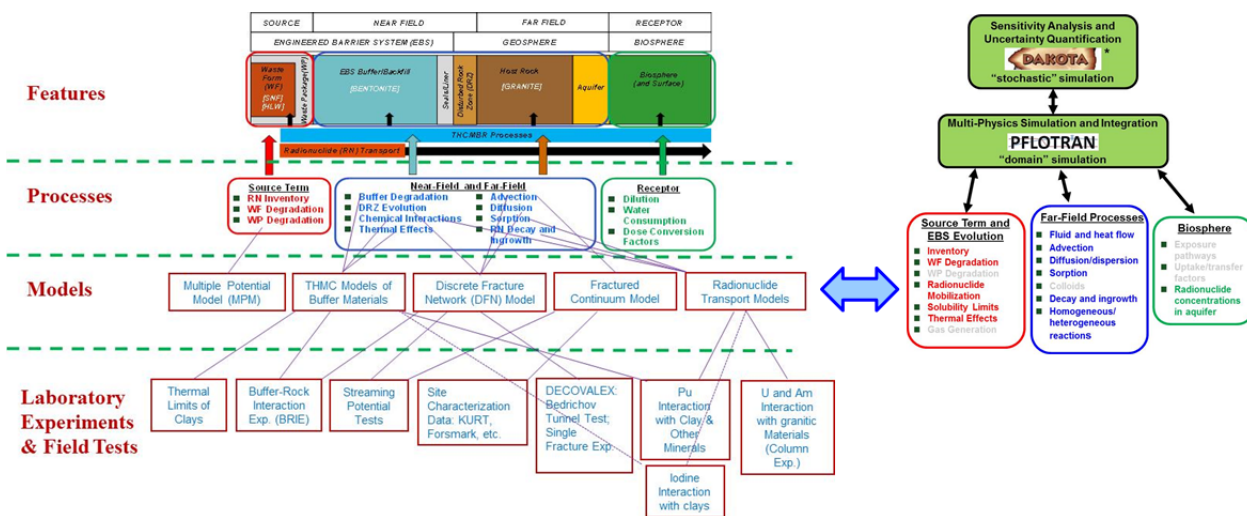 SOURCE
NEAR FIELD
FAR FIELD
RECEPTOR
ENGINEERED BARRIER SYSTEM (EBS)
GEOSPHERE
BIOSPHERE
Features
Waste
Form
(WF)
[SNF]
[HLW]
Waste Package(WP)
EBS Buffer/Backfill
[BENTONITE]
Seals/Liner
Disturbed Rock
Zone (DRZ)
Host Rock
[GRANITE]
Aquifer
Biosphere
(and Surface)
THCMBR Processes
Radionuclide (RN) Transport
Processes
Source Term
RN Inventory
WF Degradation
WP Degradation
Near-Field and Far-Field
Buffer Degradation
DRZ Evolution
Chemical Interactions
Thermal Effects
Advection
Diffusion
Sorption
RN Decay and
Ingrowth
Receptor
Dilution
Water
Consumption
Dose Conversion
Factors
Models
Multiple Potential
Model (MPM)
THMC Models of
Buffer Materials
Discrete Fracture
Network (DFN) Model
Fractured
Continuum Model
Radionuclide
Transport Models
Laboratory
Experiments
& Field Tests
Thermal
Limits of
Clays
Buffer-Rock
Interaction
Exp. (BRIE)
Streaming
Potential
Tests
Site
Characterization
Data: KURT,
Forsmark, etc.
DECOVALEX:
Bedrichov
Tunnel Test;
Single
Fracture Exp.
Pu
Interaction
with Clay &
Other
Minerals
U and Am
Interaction
with granitic
Materials
(Column
Exp.)
Iodine
Interaction
with clays
Sensitivity Analysis and
Uncertainty Quantification
DAKOTA *
"stochastic" simulation
Multi-Physics Simulation and Integration
PFLOTRAN
"domain" simulation
Source Term and
EBS Evolution
Inventory
WF Degradation
WP Degradation
Radionuclide
Mobilization
Solubility Limits
Thermal Effects
Gas Generation
Far-Field Processes
Fluid and heat flow
Advection
Diffusion/dispersion
Sorption
Colloids
Decay and ingrowth
Homogeneous/
heterogeneous
reactions
Biosphere
Exposure
pathways
Uptake/transfer
factors
Radionuclide
concentrations
in aquifer